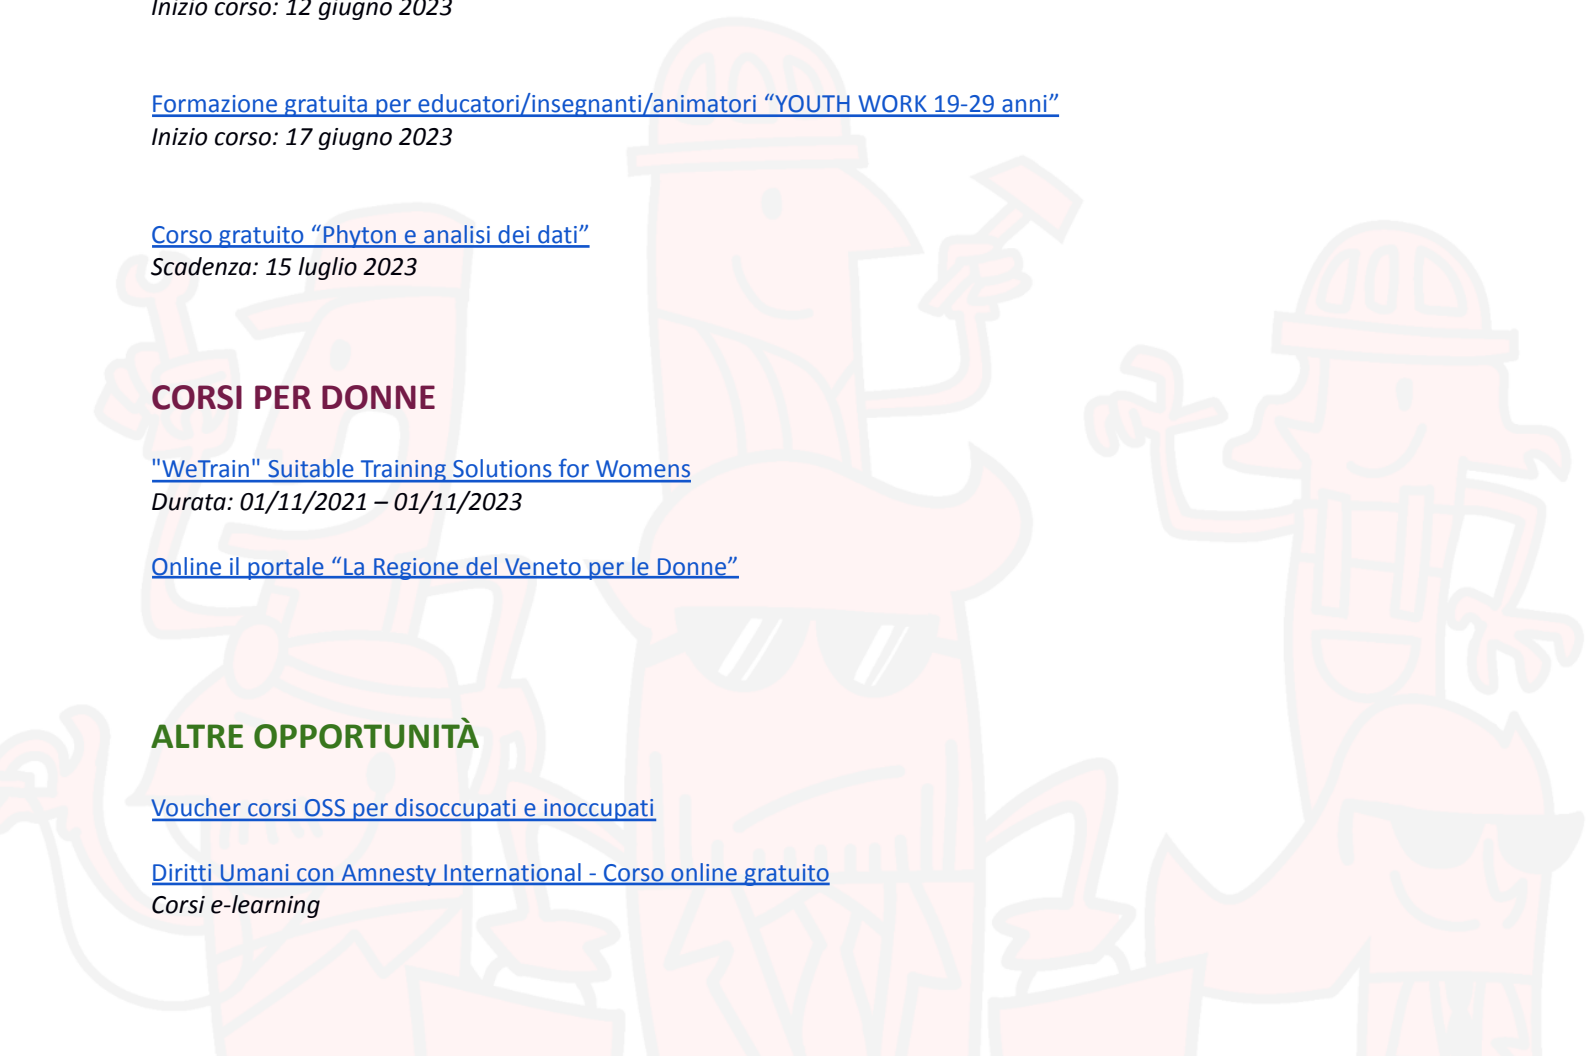 Inizio corso: 12 giugno 2023
Formazione gratuita per educatori/insegnanti/animatori “YOUTH WORK 19-29 anni”
Inizio corso: 17 giugno 2023
Corso gratuito “Phyton e analisi dei dati”
Scadenza: 15 luglio 2023
CORSI PER DONNE
"WeTrain" Suitable Training Solutions for Womens
Durata: 01/11/2021 – 01/11/2023
Online il portale “La Regione del Veneto per le Donne”
ALTRE OPPORTUNITÀ
Voucher corsi OSS per disoccupati e inoccupati
Diritti Umani con Amnesty International - Corso online gratuito
Corsi e-learning